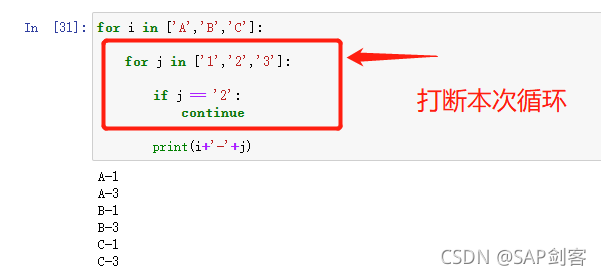 In [31]: for i in ['A','B','C']:
for j in ['1','2','3']:
if j == '2':
continue
打断本次循环
print(i+'-'+j)
A-1
A-3
B-1
B-3
C-1
C-3
CSDN @SAP剑客